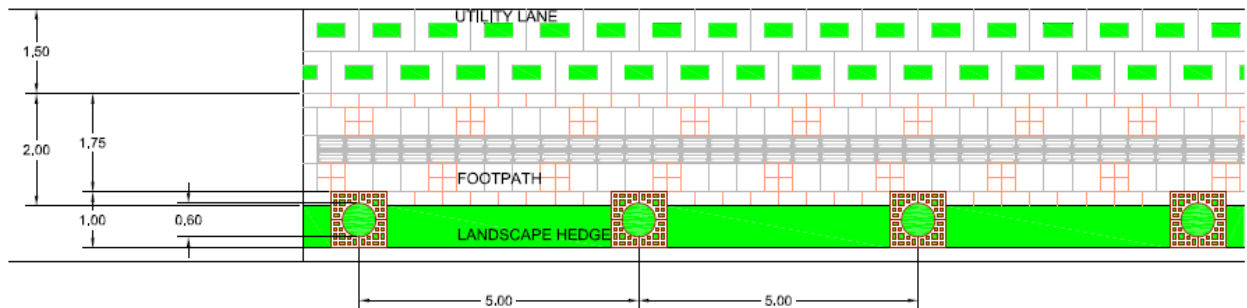 UTILITY LANE
1.50
2.00
1.75
FOOTPATH
1.00
0.60
LANDSCAPE HEDGE
5.00
5.00